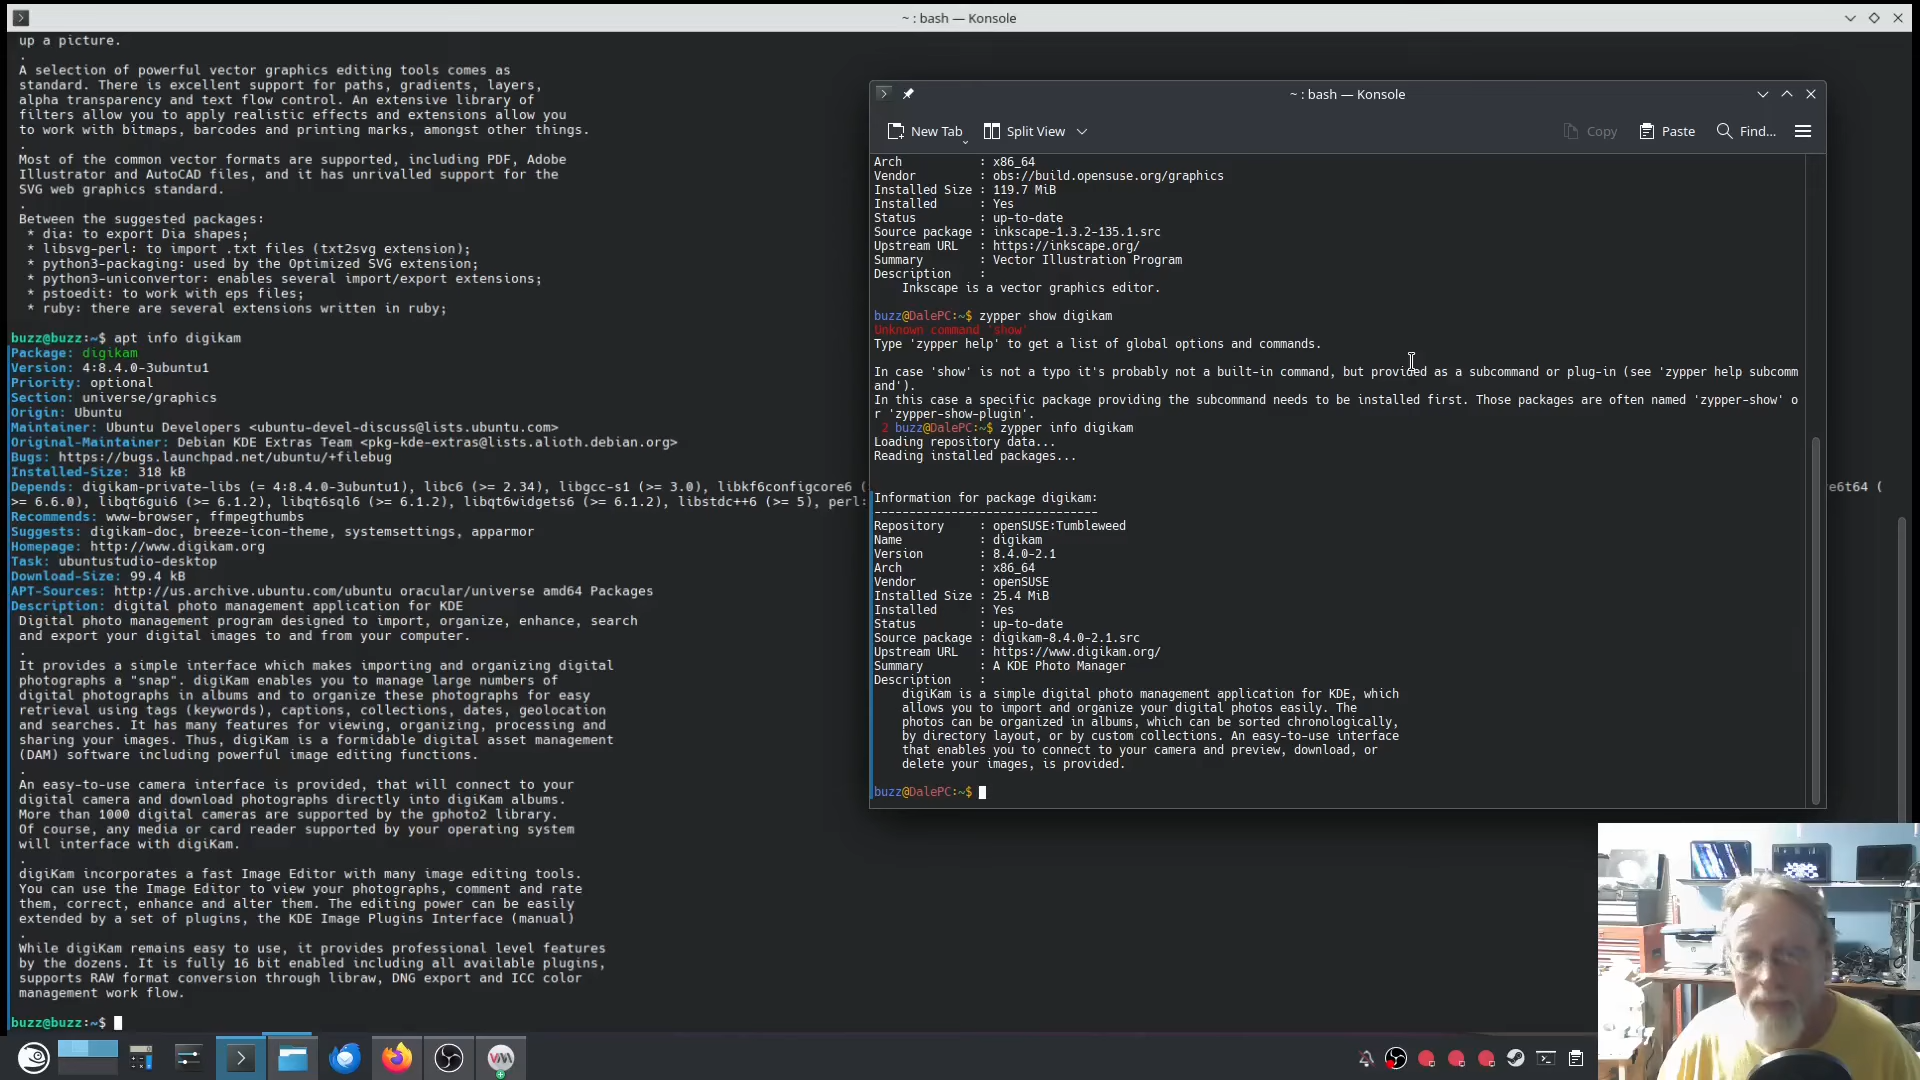 ~ : bash — Konsole
up a picture.
.
A selection of powerful vector graphics editing tools comes as
standard. There is excellent support for paths, gradients, layers,
alpha transparency and text flow control. An extensive library of
filters allow you to apply realistic effects and extensions allow you
to work with bitmaps, barcodes and printing marks, amongst other things.
.
Most of the common vector formats are supported, including PDF, Adobe
Illustrator and AutoCAD files, and it has unrivalled support for the
SVG web graphics standard.
.
Between the suggested packages:
* dia: to export Dia shapes;
* libsvg-perl: to import .txt files (txt2svg extension);
* python3-packaging: used by the Optimized SVG extension;
* python3-uniconvertor: enables several import/export extensions;
* pstoedit: to work with eps files;
* ruby: there are several extensions written in ruby;
buzz@buzz:~$ apt info digikam
Package: digikam
Version: 4:8.4.0-3ubuntu1
Priority: optional
Section: universe/graphics
Origin: Ubuntu
Maintainer: Ubuntu Developers <ubuntu-devel-discuss@lists.ubuntu.com>
Original-Maintainer: Debian KDE Extras Team <pkg-kde-extras@lists.alioth.debian.org>
Bugs: https://bugs.launchpad.net/ubuntu/+filebug
Installed-Size: 318 kB
Depends: digikam-private-libs (= 4:8.4.0-3ubuntu1), libc6 (>= 2.34), libgcc-s1 (>= 3.0), libkf6configcore6 (
e6t64 (
>= 6.6.0), libqt6gui6 (>= 6.1.2), libqt6sql6 (>= 6.1.2), libqt6widgets6 (>= 6.1.2), libstdc++6 (>= 5), perl:
Recommends: www-browser, ffmpegthumbs
Suggests: digikam-doc, breeze-icon-theme, systemsettings, apparmor
Homepage: http://www.digikam.org
Task: ubuntustudio-desktop
Download-Size: 99.4 kB
APT-Sources: http://us.archive.ubuntu.com/ubuntu oracular/universe amd64 Packages
Description: digital photo management application for KDE
Digital photo management program designed to import, organize, enhance, search
and export your digital images to and from your computer.
.
It provides a simple interface which makes importing and organizing digital
photographs a "snap". digiKam enables you to manage large numbers of
digital photographs in albums and to organize these photographs for easy
retrieval using tags (keywords), captions, collections, dates, geolocation
and searches. It has many features for viewing, organizing, processing and
sharing your images. Thus, digiKam is a formidable digital asset management
(DAM) software including powerful image editing functions.
.
An easy-to-use camera interface is provided, that will connect to your
digital camera and download photographs directly into digiKam albums.
More than 1000 digital cameras are supported by the gphoto2 library.
Of course, any media or card reader supported by your operating system
will interface with digiKam.
.
digiKam incorporates a fast Image Editor with many image editing tools.
You can use the Image Editor to view your photographs, comment and rate
them, correct, enhance and alter them. The editing power can be easily
extended by a set of plugins, the KDE Image Plugins Interface (manual)
.
While digiKam remains easy to use, it provides professional level features
by the dozens. It is fully 16 bit enabled including all available plugins,
supports RAW format conversion through libraw, DNG export and ICC color
management work flow.
buzz@buzz:~$
~ : bash — Konsole
New Tab Split View Copy Paste Find...
Arch : x86_64
Vendor : obs://build.opensuse.org/graphics
Installed Size : 119.7 MiB
Installed : Yes
Status : up-to-date
Source package : inkscape-1.3.2-135.1.src
Upstream URL : https://inkscape.org/
Summary : Vector Illustration Program
Description :
Inkscape is a vector graphics editor.
buzz@DalePC:~$ zypper show digikam
Unknown command 'show'
Type 'zypper help' to get a list of global options and commands.
In case 'show' is not a typo it's probably not a built-in command, but provided as a subcommand or plug-in (see 'zypper help subcomm
and').
In this case a specific package providing the subcommand needs to be installed first. Those packages are often named 'zypper-show' o
r 'zypper-show-plugin'.
2 buzz@DalePC:~$ zypper info digikam
Loading repository data...
Reading installed packages...
Information for package digikam:
--------------------------------
Repository : openSUSE:Tumbleweed
Name : digikam
Version : 8.4.0-2.1
Arch : x86_64
Vendor : openSUSE
Installed Size : 25.4 MiB
Installed : Yes
Status : up-to-date
Source package : digikam-8.4.0-2.1.src
Upstream URL : https://www.digikam.org/
Summary : A KDE Photo Manager
Description :
digiKam is a simple digital photo management application for KDE, which
allows you to import and organize your digital photos easily. The
photos can be organized in albums, which can be sorted chronologically,
by directory layout, or by custom collections. An easy-to-use interface
that enables you to connect to your camera and preview, download, or
delete your images, is provided.
buzz@DalePC:~$